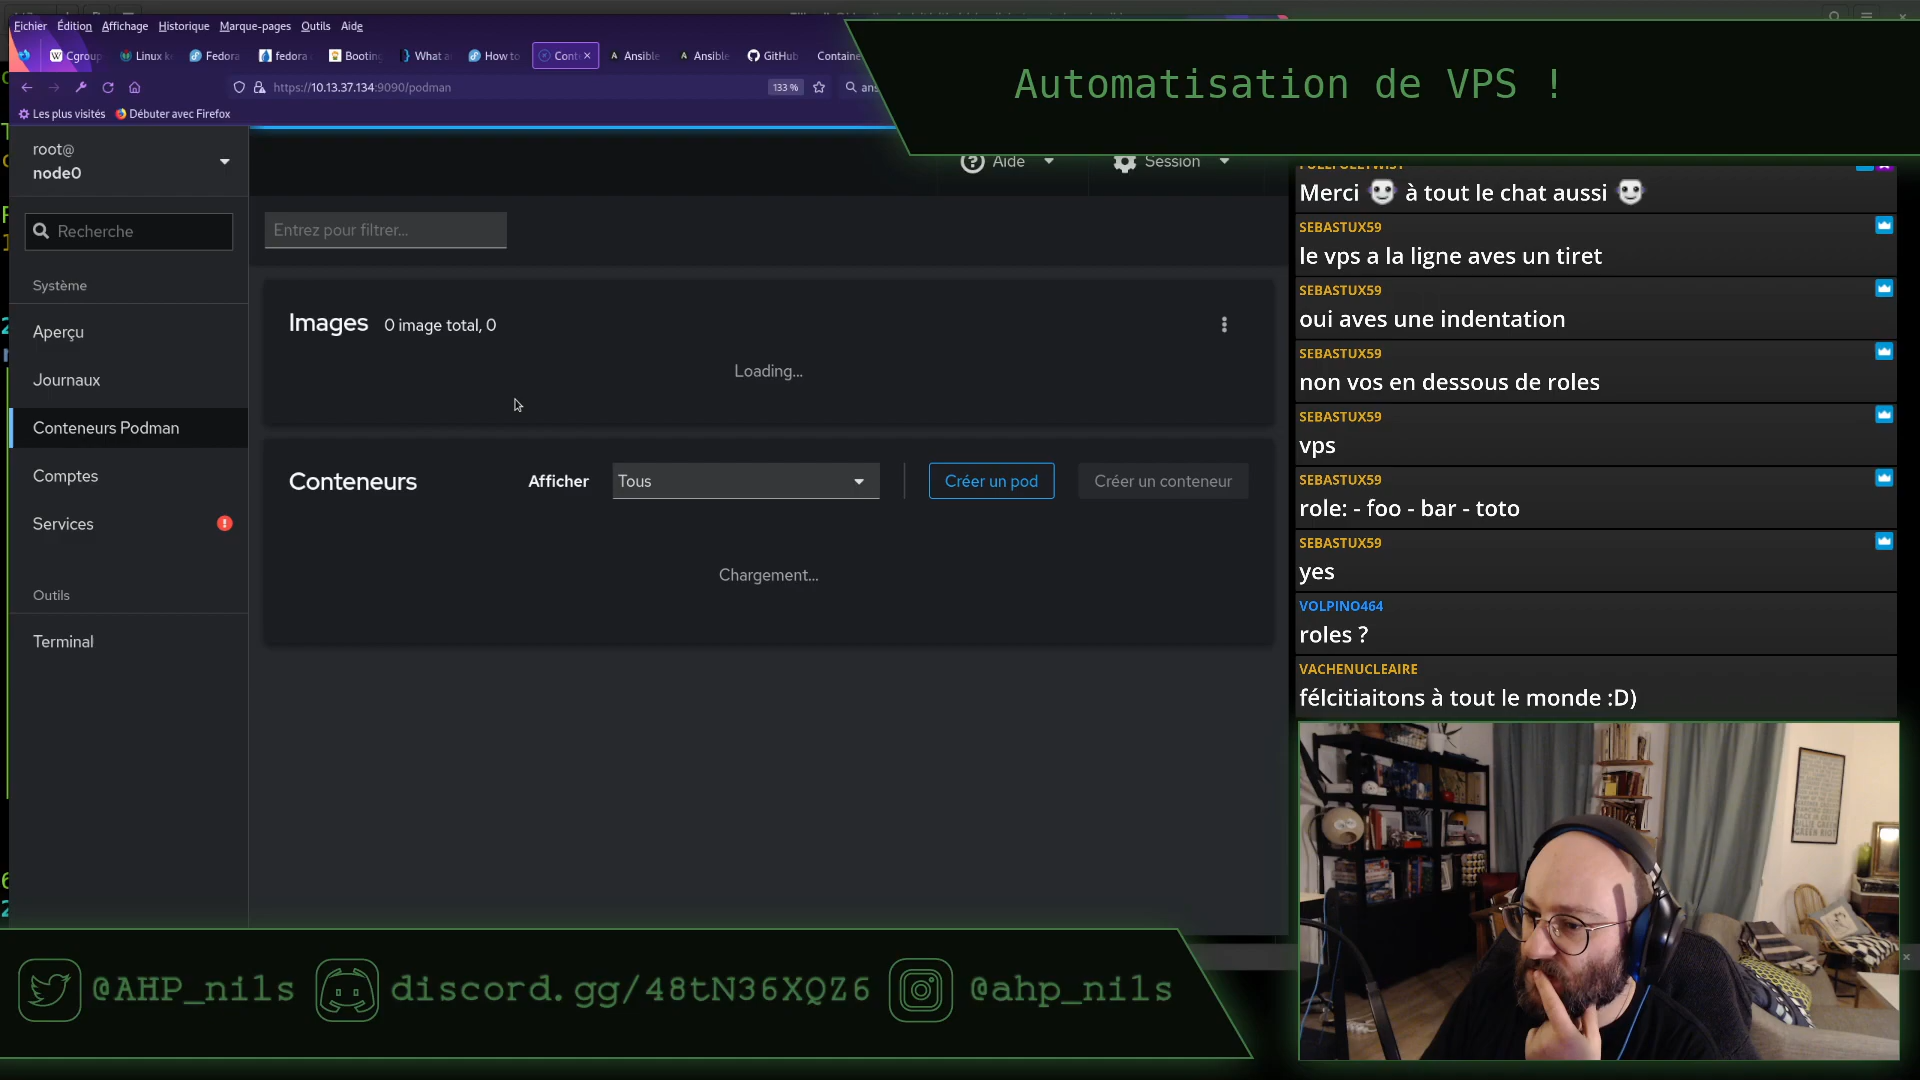 Fichier Édition Affichage Historique Marque-pages Outils Aide
Cgroup Linux k Fedora fedora Booting What a How to Cont Ansible Ansible GitHub Containe
https://10.13.37.134:9090/podman 133 % ans
Les plus visités Débuter avec Firefox
Automatisation de VPS !
root@
node0
Aide Session
Recherche
Entrez pour filtrer...
Système
Aperçu
Journaux
Conteneurs Podman
Comptes
Services
Outils
Terminal
Images 0 image total, 0
Loading...
Conteneurs Afficher Tous Créer un pod Créer un conteneur
Chargement...
Merci à tout le chat aussi
SEBASTUX59
le vps a la ligne aves un tiret
SEBASTUX59
oui aves une indentation
SEBASTUX59
non vos en dessous de roles
SEBASTUX59
vps
SEBASTUX59
role: - foo - bar - toto
SEBASTUX59
yes
VOLPINO464
roles ?
VACHENUCLEAIRE
félcitiaitons à tout le monde :D)
@AHP_nils discord.gg/48tN36XQZ6 @ahp_nils